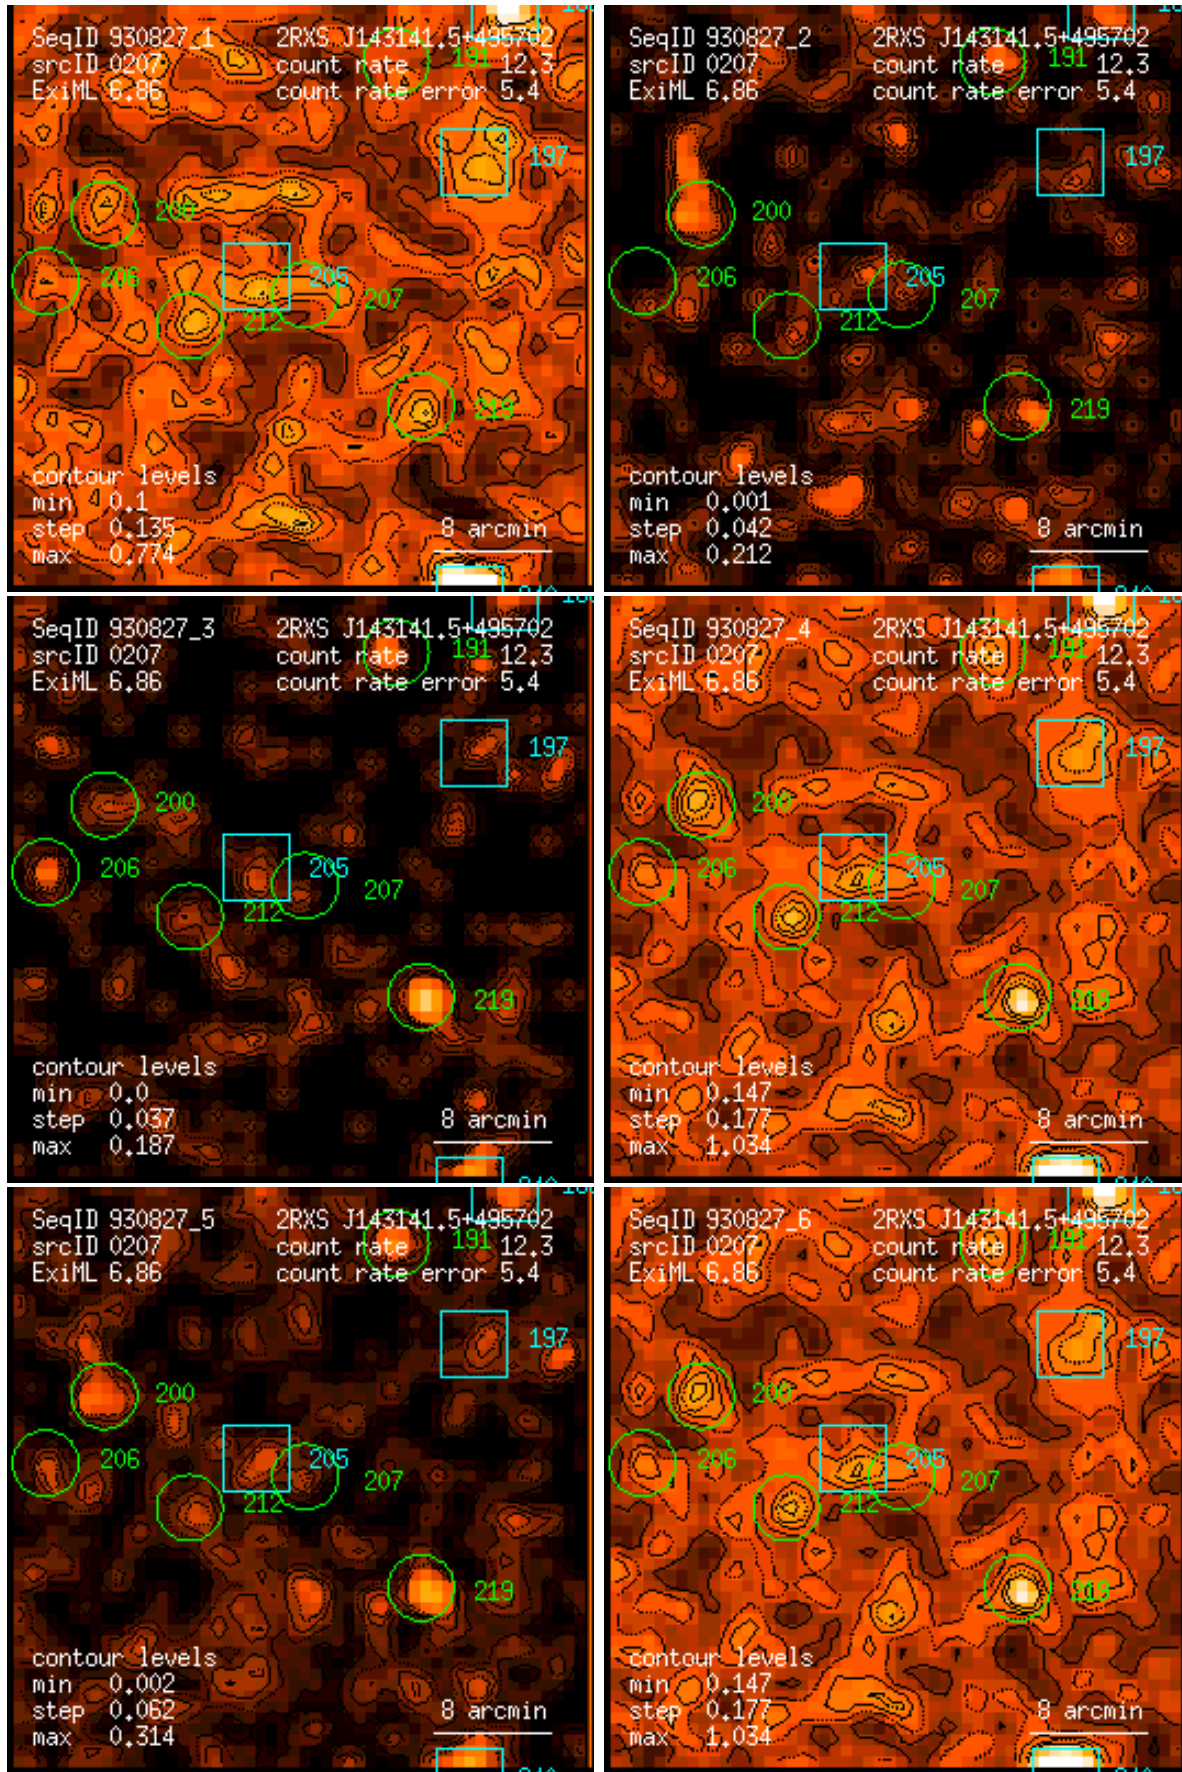 SeqID 930827_1 2RXS J143141.5+495702
srcID 0207 count rate 12.3
ExiML 6.86 count rate error 5.4
191
197
200
205
206
207
212
219
contour levels
min 0.1
step 0.135
max 0.774
8 arcmin
SeqID 930827_2 2RXS J143141.5+495702
srcID 0207 count rate 12.3
ExiML 6.86 count rate error 5.4
191
197
200
205
206
207
212
219
contour levels
min 0.001
step 0.042
max 0.212
8 arcmin
SeqID 930827_3 2RXS J143141.5+495702
srcID 0207 count rate 12.3
ExiML 6.86 count rate error 5.4
191
197
200
205
206
207
212
219
contour levels
min 0.0
step 0.037
max 0.187
8 arcmin
SeqID 930827_4 2RXS J143141.5+495702
srcID 0207 count rate 12.3
ExiML 6.86 count rate error 5.4
191
197
200
205
206
207
212
219
contour levels
min 0.147
step 0.177
max 1.034
8 arcmin
SeqID 930827_5 2RXS J143141.5+495702
srcID 0207 count rate 12.3
ExiML 6.86 count rate error 5.4
191
197
200
205
206
207
212
219
contour levels
min 0.002
step 0.062
max 0.314
8 arcmin
SeqID 930827_6 2RXS J143141.5+495702
srcID 0207 count rate 12.3
ExiML 6.86 count rate error 5.4
191
197
200
205
206
207
212
219
contour levels
min 0.147
step 0.177
max 1.034
8 arcmin